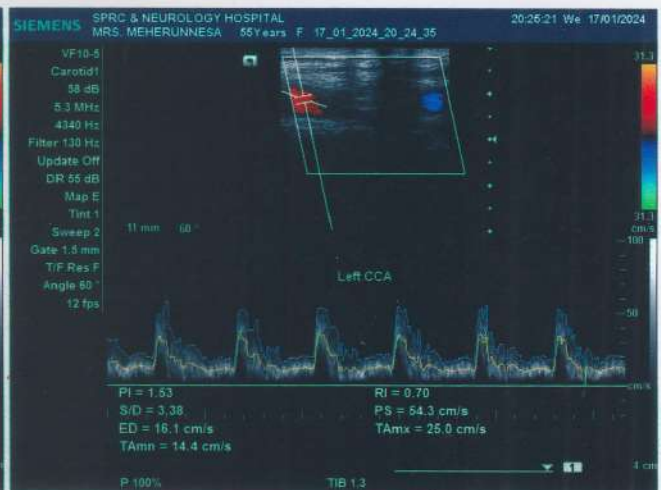 SIEMENS SPRC & NEUROLOGY HOSPITAL 20:25:21 We 17/01/2024
MRS. MEHERUNNESA 55Years F 17_01_2024_20_24_35
VF10-5
Carotid1
58 dB
5.3 MHz
4340 Hz
Filter 130 Hz
Update Off
DR 55 dB
Map E
Tint 1
Sweep 2
Gate 1.5 mm
T/F Res F
Angle 60°
12 fps
31.3
31.3
cm/s
11 mm 60°
Left CCA
100
50
cm/s
PI = 1.53 RI = 0.70
S/D = 3.38 PS = 54.3 cm/s
ED = 16.1 cm/s TAmx = 25.0 cm/s
TAmn = 14.4 cm/s
1 4 cm
P 100% TIB 1.3